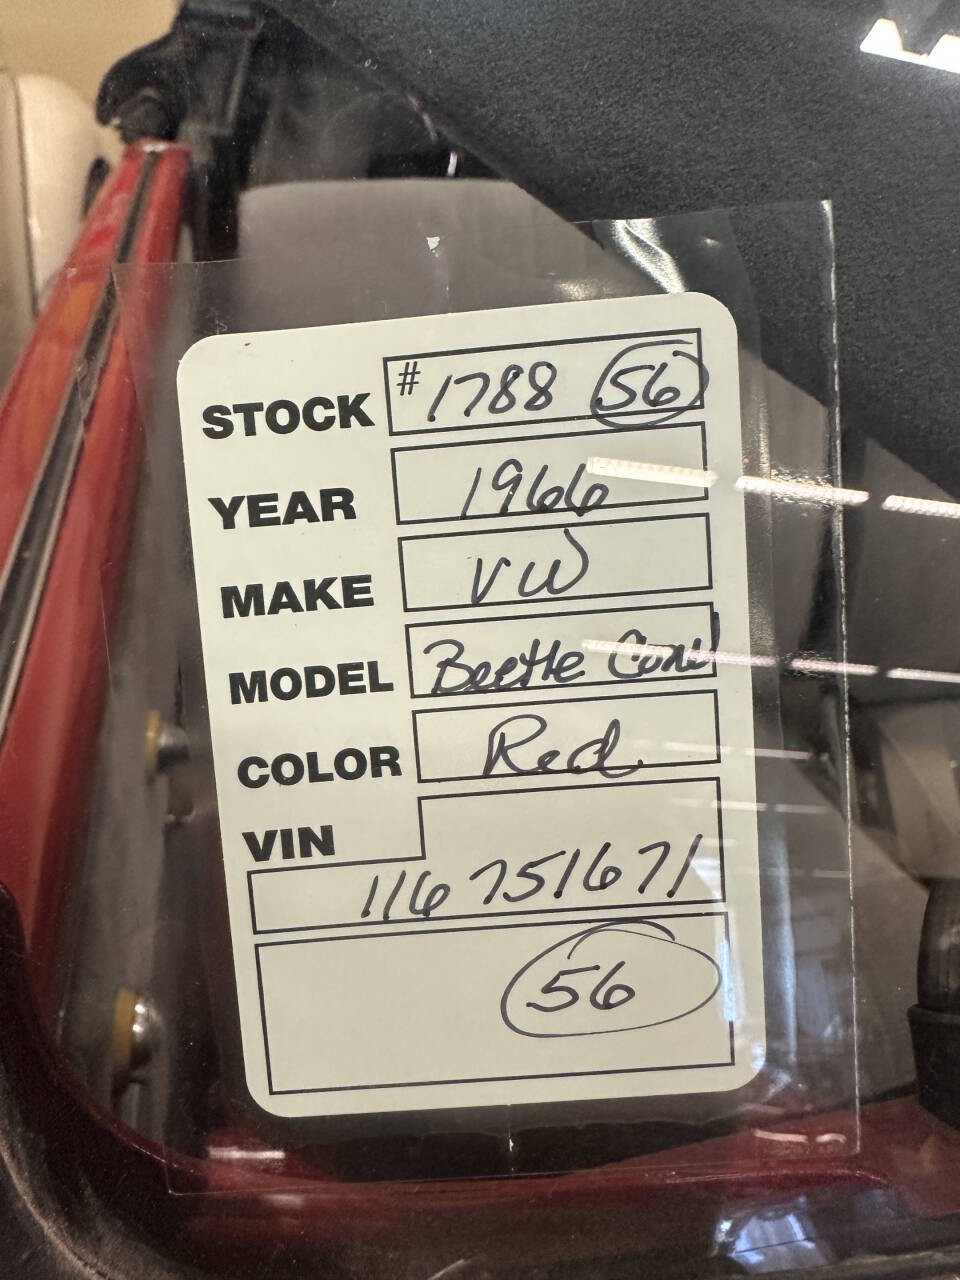 STOCK #1788 56
YEAR 1966
MAKE VW
MODEL Beetle Conv
COLOR Red
VIN
116751671
56